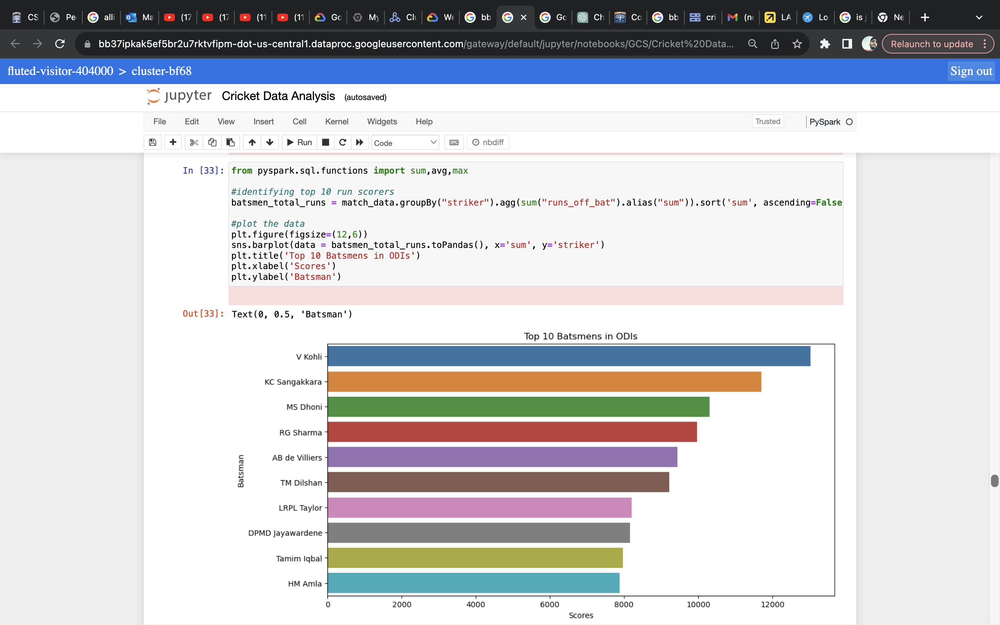 CS Pe alli Ma (17 (17 (11 (11 Go My Clu We bb Go Ch Co bb cri (no LA Lo is j Ne
bb37ipkak5ef5br2u7rktvfipm-dot-us-central1.dataproc.googleusercontent.com/gateway/default/jupyter/notebooks/GCS/Cricket%20Data... Relaunch to update
fluted-visitor-404000 > cluster-bf68 Sign out
jupyter Cricket Data Analysis (autosaved)
File Edit View Insert Cell Kernel Widgets Help Trusted PySpark
Run Code nbdiff
In [33]: from pyspark.sql.functions import sum,avg,max
#identifying top 10 run scorers
batsmen_total_runs = match_data.groupBy("striker").agg(sum("runs_off_bat").alias("sum")).sort('sum', ascending=False
#plot the data
plt.figure(figsize=(12,6))
sns.barplot(data = batsmen_total_runs.toPandas(), x='sum', y='striker')
plt.title('Top 10 Batsmens in ODIs')
plt.xlabel('Scores')
plt.ylabel('Batsman')
Out[33]: Text(0, 0.5, 'Batsman')
Top 10 Batsmens in ODIs
V Kohli
KC Sangakkara
MS Dhoni
RG Sharma
AB de Villiers
TM Dilshan
LRPL Taylor
DPMD Jayawardene
Tamim Iqbal
HM Amla
Batsman
0 2000 4000 6000 8000 10000 12000
Scores